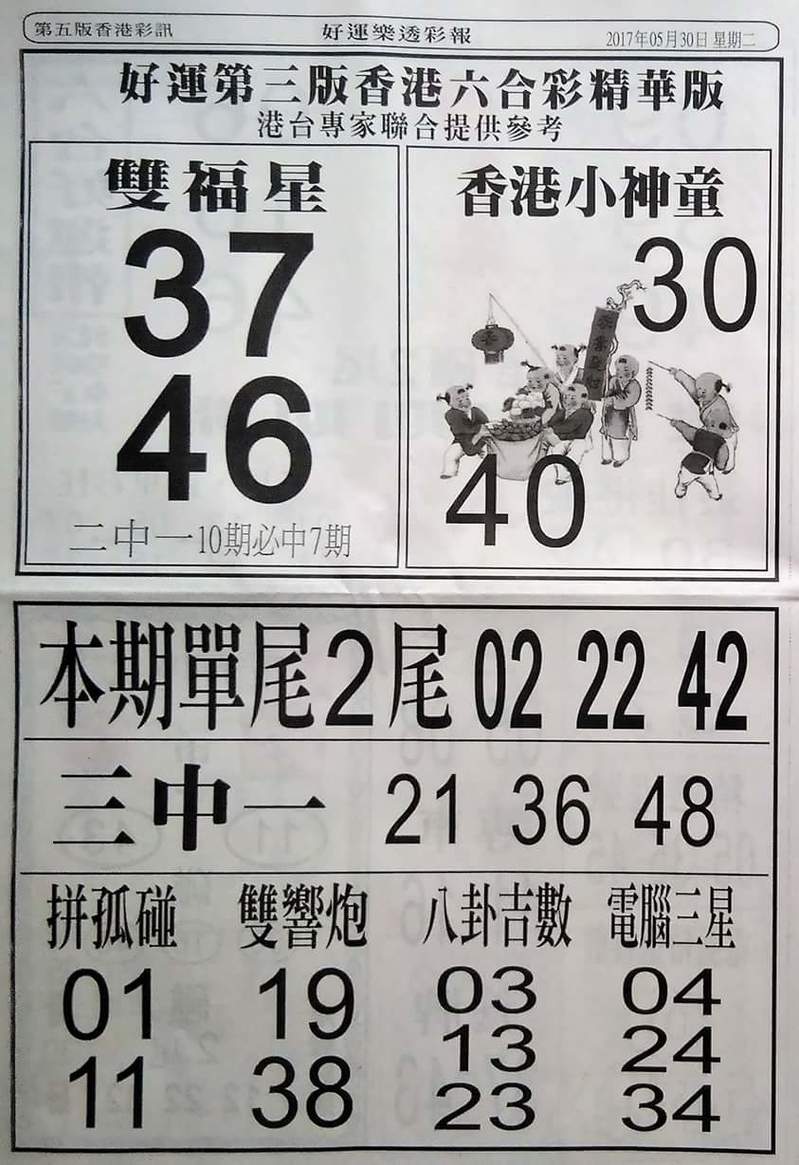 第五版香港彩訊
好運樂透彩報
2017年05月30日 星期二
好運第三版香港六合彩精華版
港台專家聯合提供參考
雙福星
37
46
二中一10期必中7期
香港小神童
30
40
本期單尾2尾 02 22 42
三中一 21 36 48
拼孤碰 雙響炮 八卦吉數 電腦三星
01 19 03 04
13 24
11 38 23 34